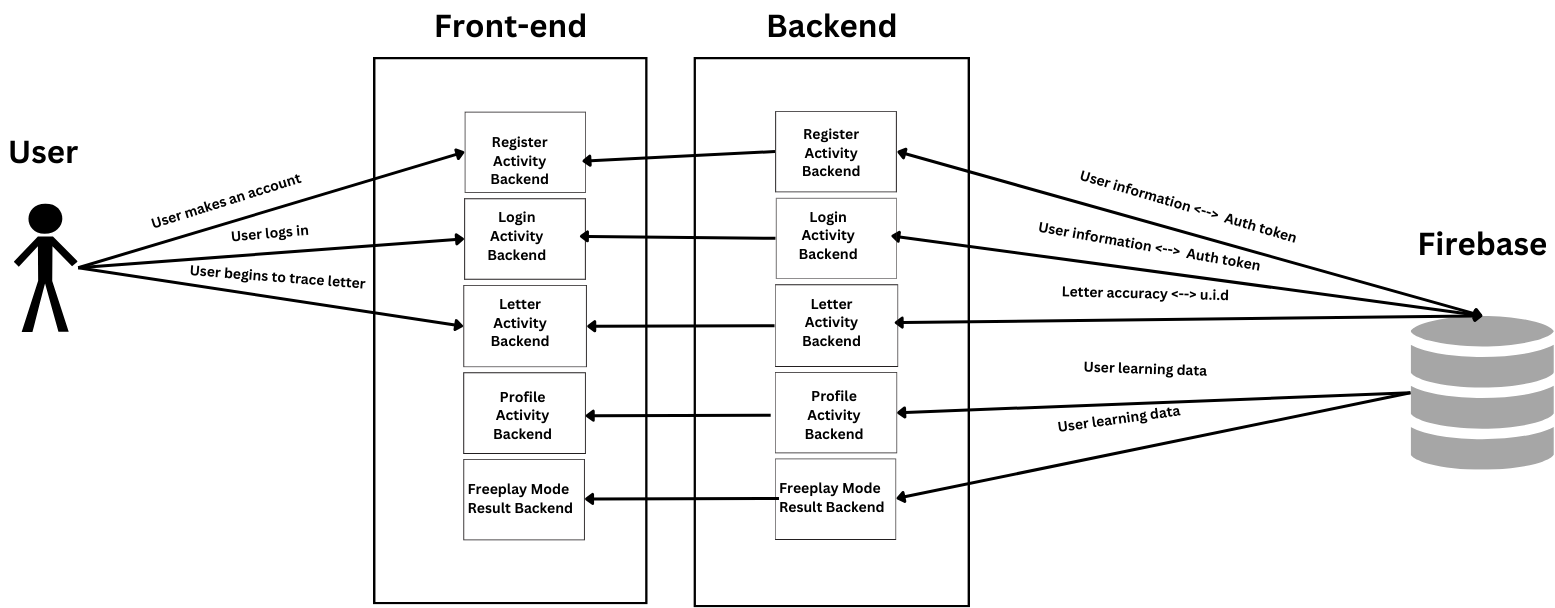 Front-end
Backend
User
User makes an account
User logs in
User begins to trace letter
Register
Activity
Backend
Login
Activity
Backend
Letter
Activity
Backend
Profile
Activity
Backend
Freeplay Mode
Result Backend
Register
Activity
Backend
Login
Activity
Backend
Letter
Activity
Backend
Profile
Activity
Backend
Freeplay Mode
Result Backend
User information <--> Auth token
User information <--> Auth token
Letter accuracy <--> u.i.d
User learning data
User learning data
Firebase